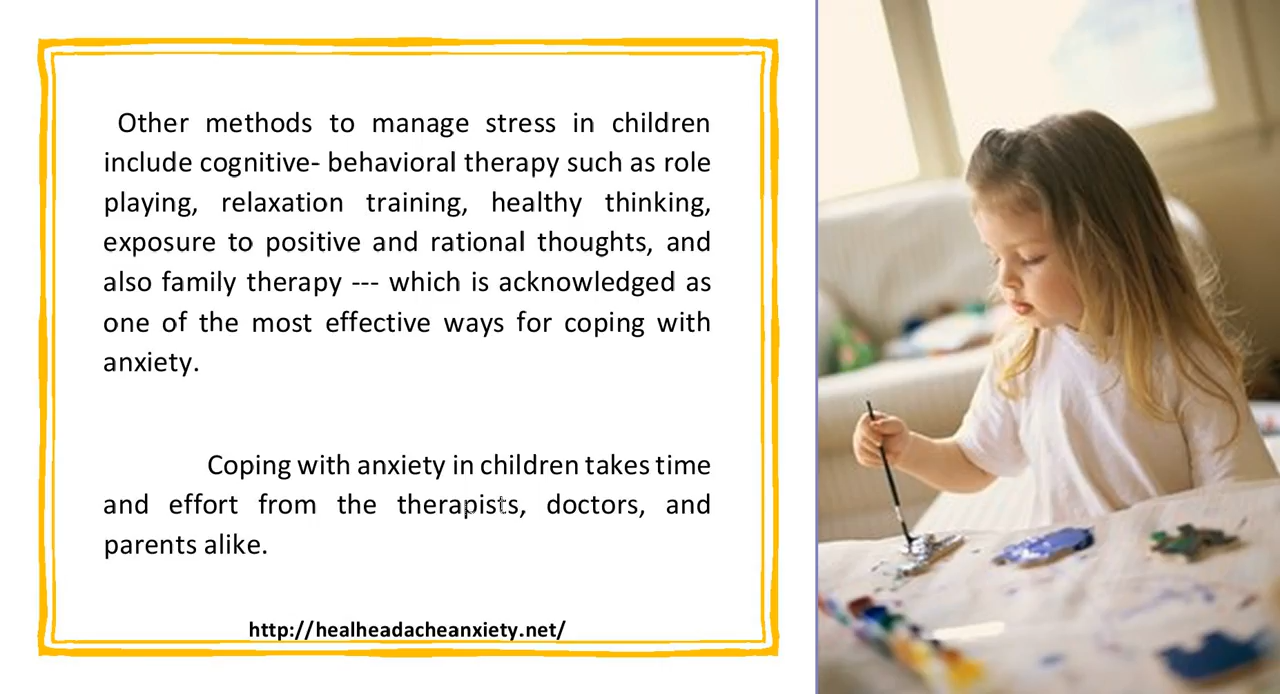 Other methods to manage stress in children
include cognitive- behavioral therapy such as role
playing, relaxation training, healthy thinking,
exposure to positive and rational thoughts, and
also family therapy --- which is acknowledged as
one of the most effective ways for coping with
anxiety.
Coping with anxiety in children takes time
and effort from the therapists, doctors, and
parents alike.
http://healheadacheanxiety.net/